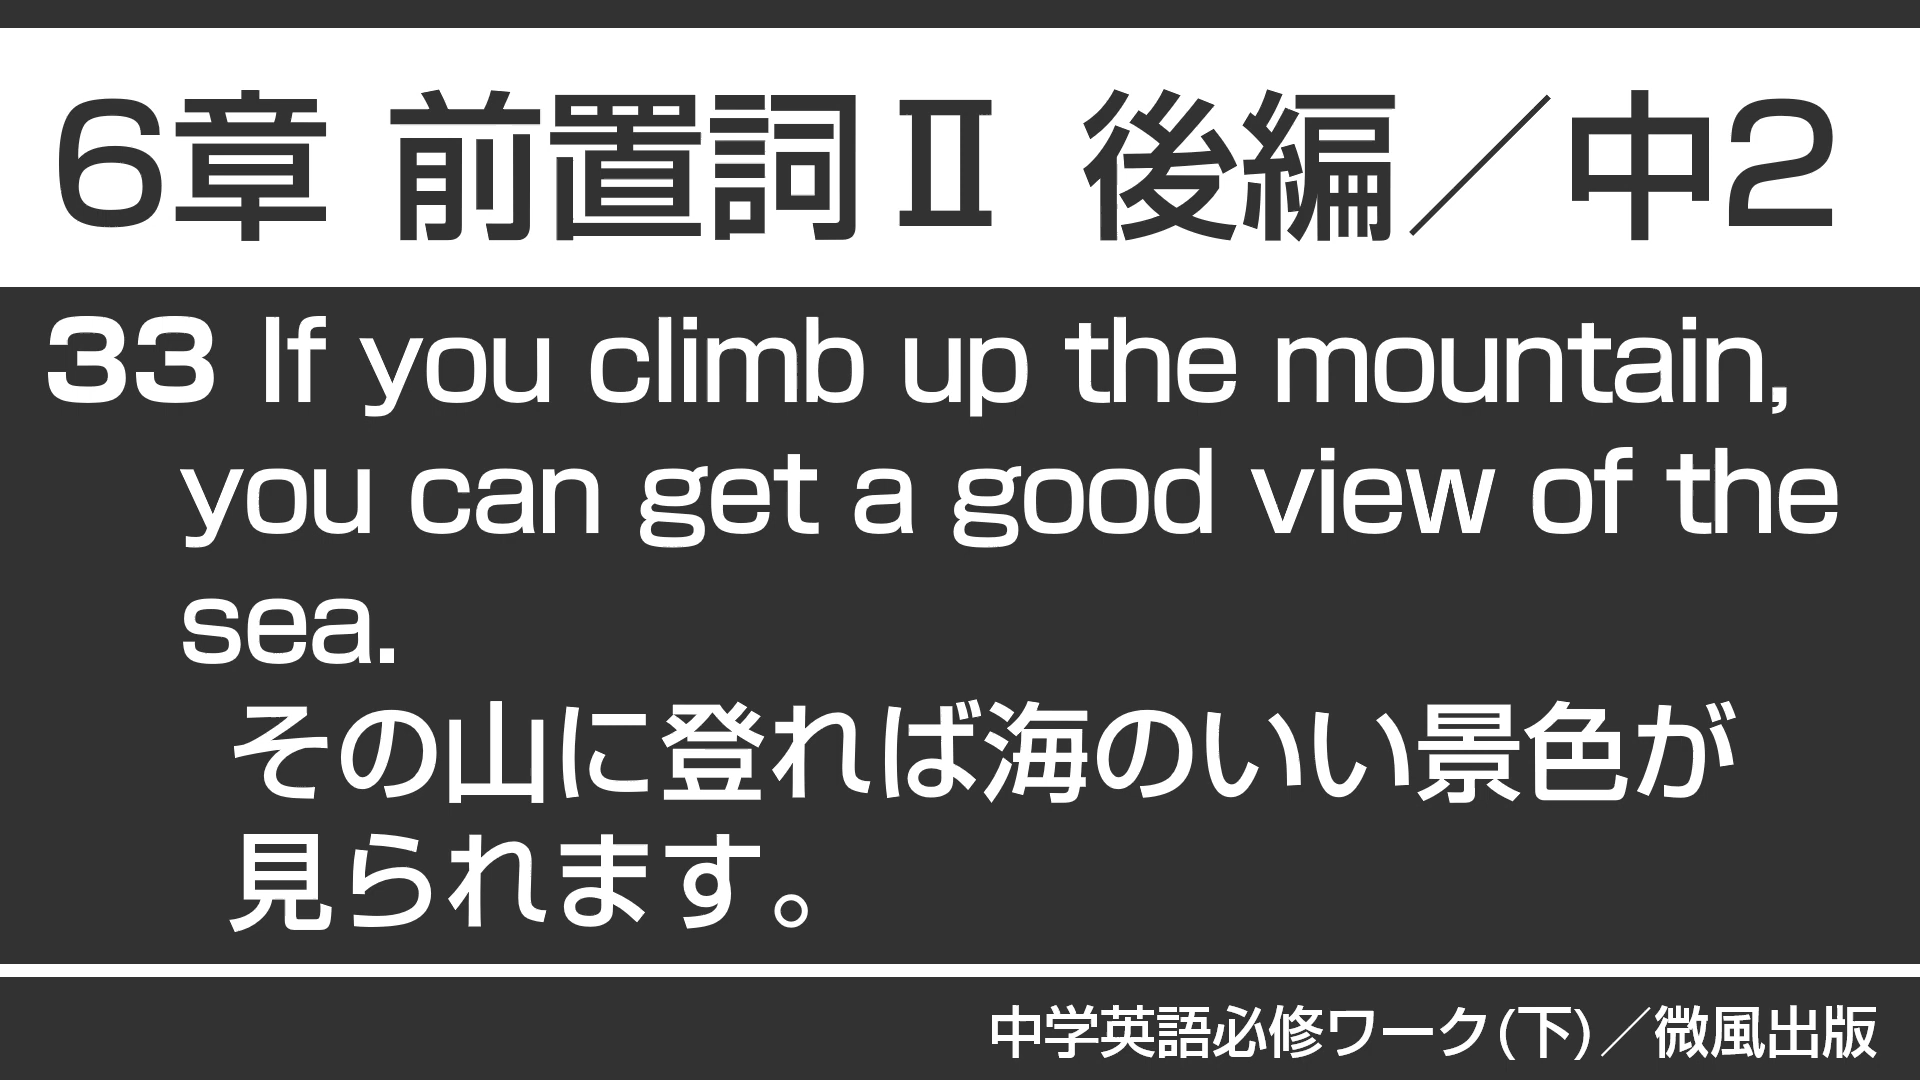 6章 前置詞Ⅱ 後編／中2
33 If you climb up the mountain,
you can get a good view of the
sea.
その山に登れば海のいい景色が
見られます。
中学英語必修ワーク(下)／微風出版